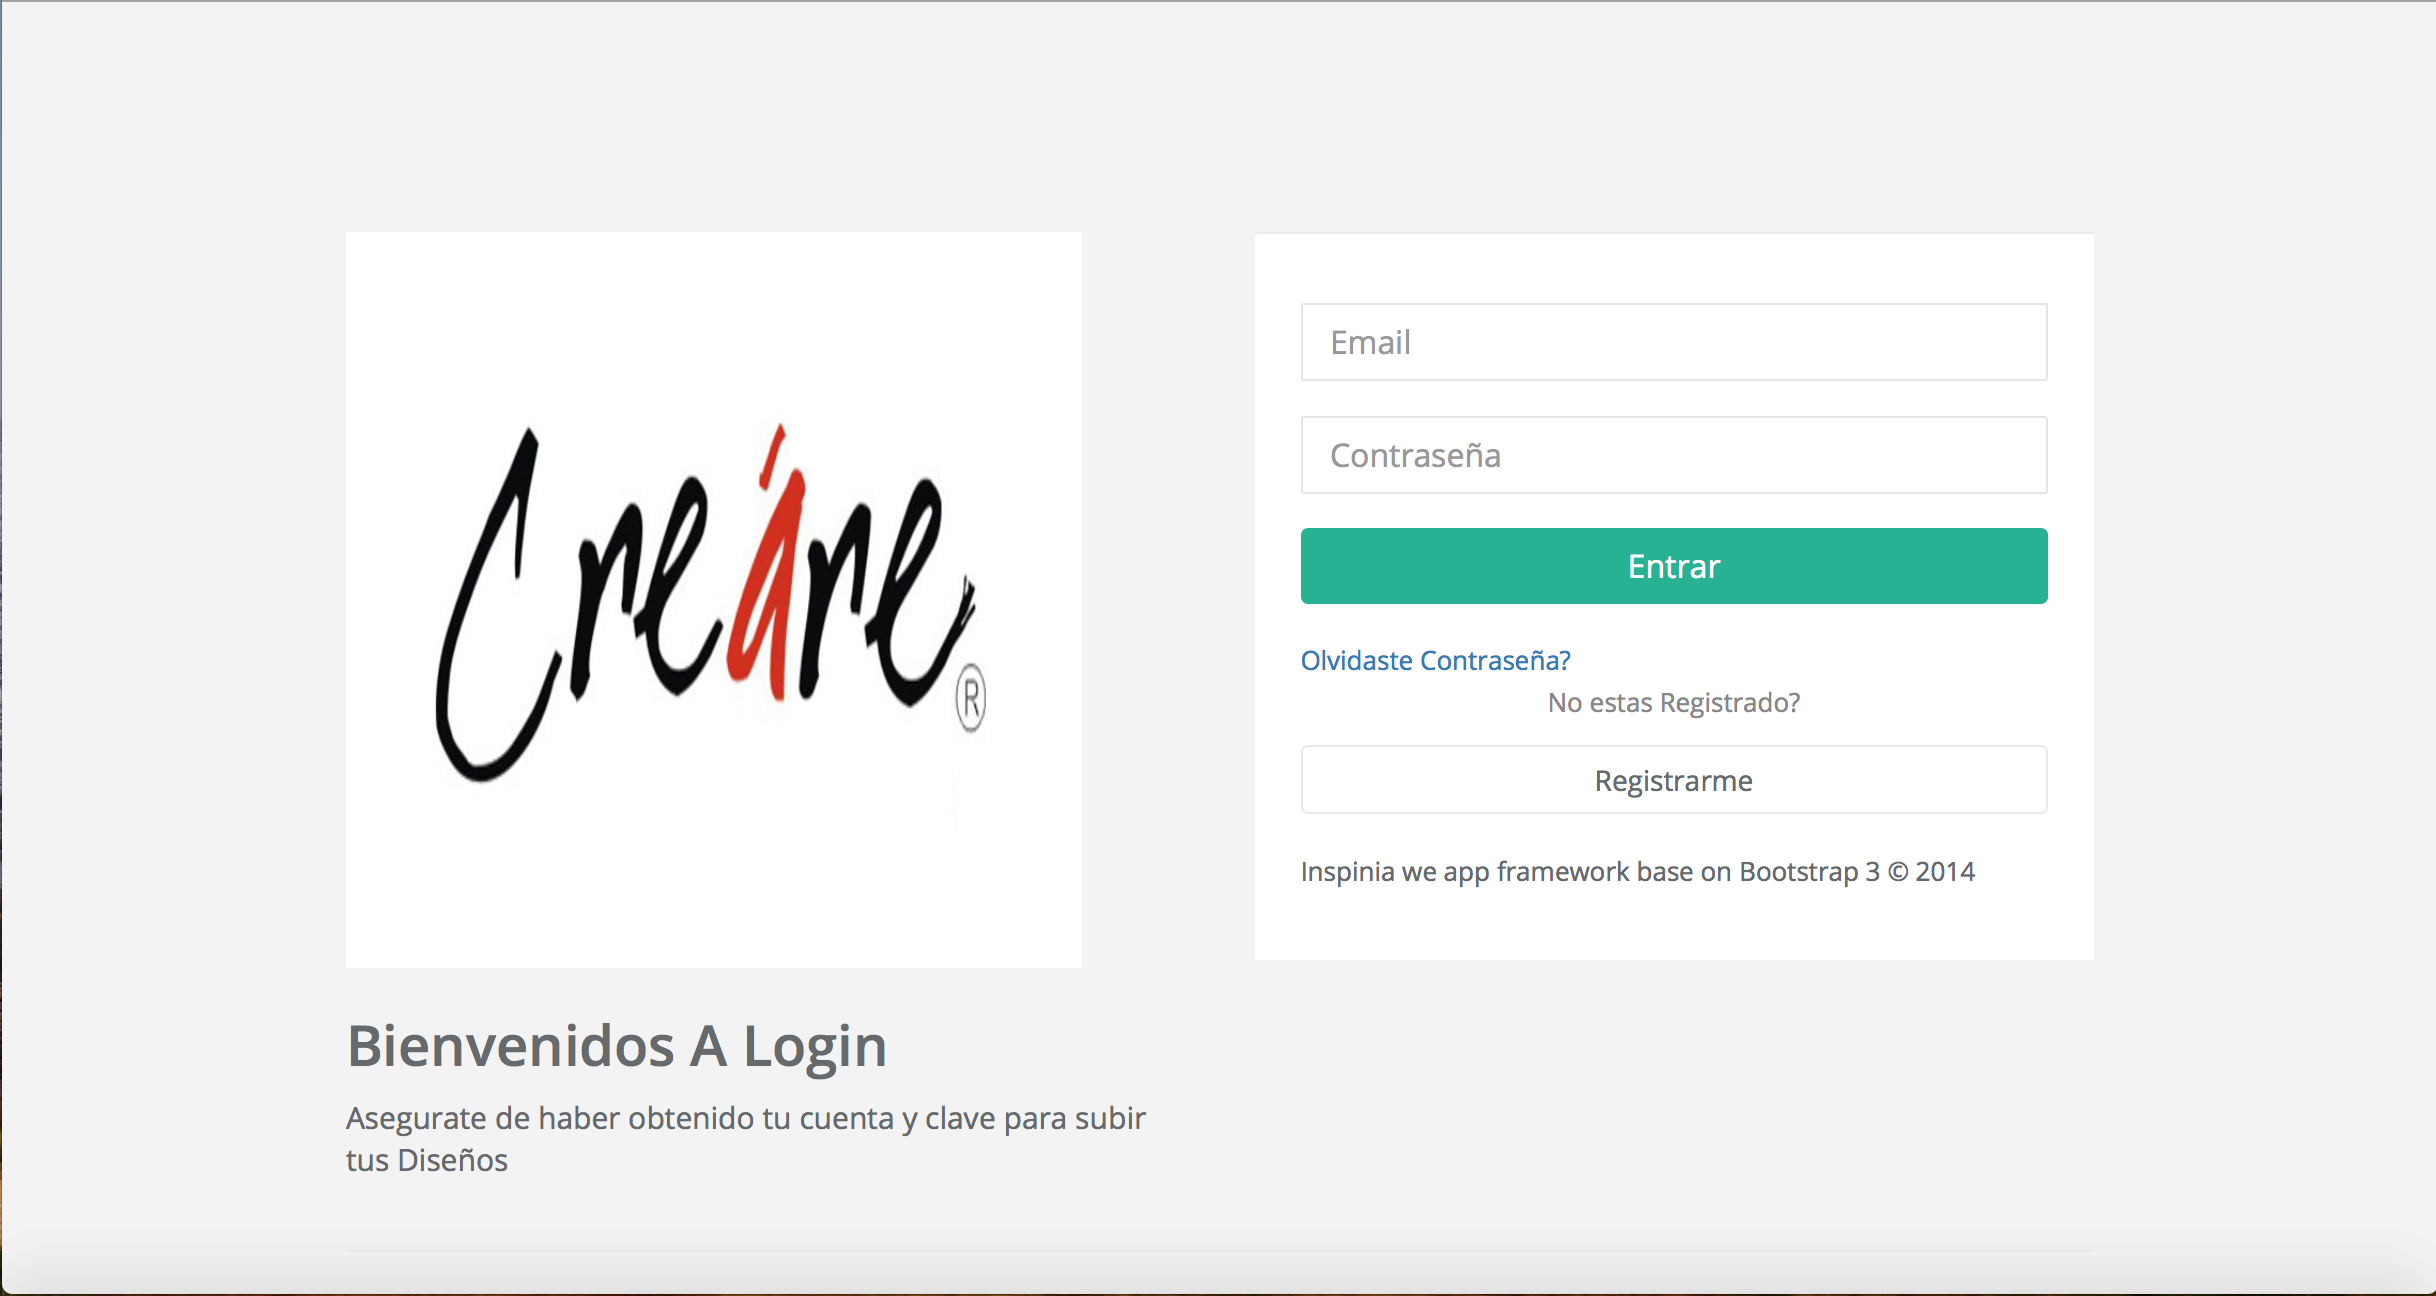 Creáre ®
Bienvenidos A Login
Asegurate de haber obtenido tu cuenta y clave para subir
tus Diseños
Email
Contraseña
Entrar
Olvidaste Contraseña?
No estas Registrado?
Registrarme
Inspinia we app framework base on Bootstrap 3 © 2014